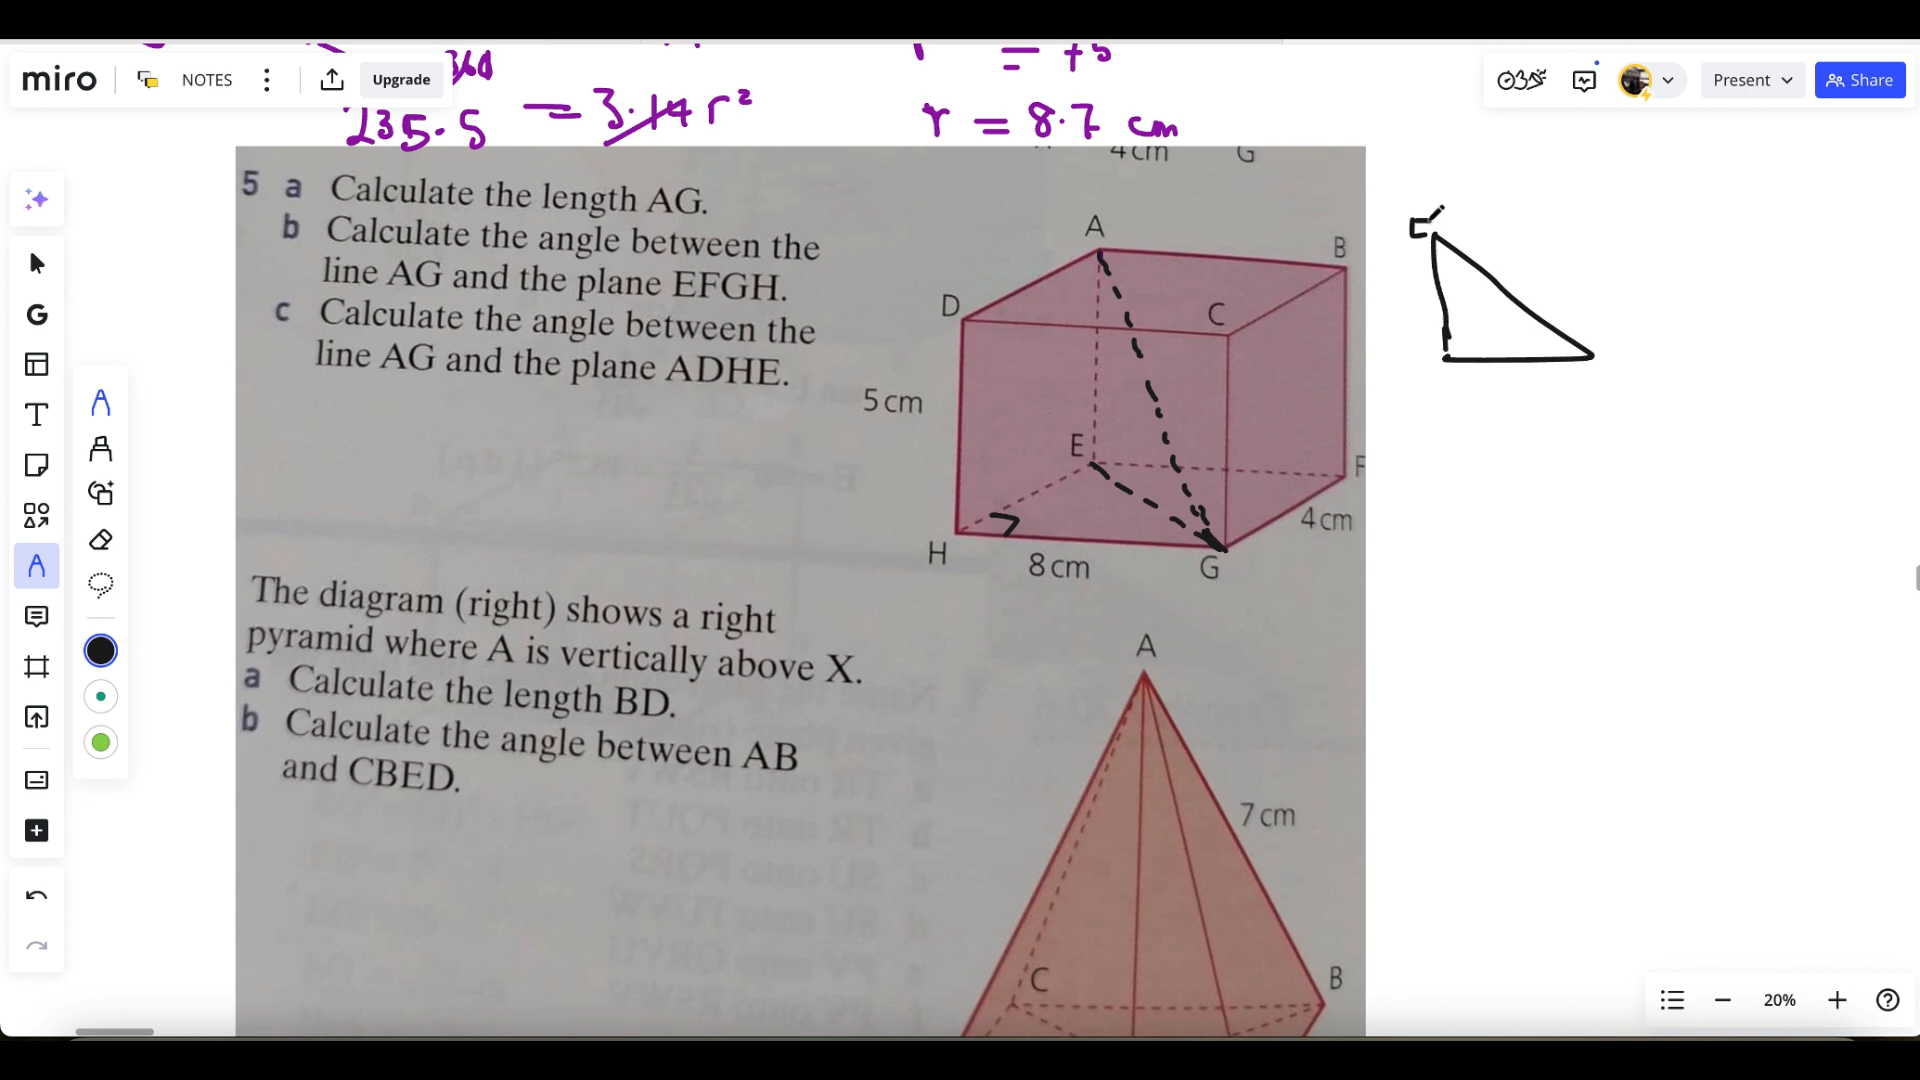 360
= +5
miro
NOTES
Upgrade
Present
Share
235.5 = 3.14 r²
r = 8.7 cm
4 cm G
5 a Calculate the length AG.
b Calculate the angle between the
line AG and the plane EFGH.
c Calculate the angle between the
line AG and the plane ADHE.
A
B
D
C
5 cm
E
F
4 cm
H
8 cm
G
E
The diagram (right) shows a right
pyramid where A is vertically above X.
a Calculate the length BD.
b Calculate the angle between AB
and CBED.
A
7 cm
C
B
20%